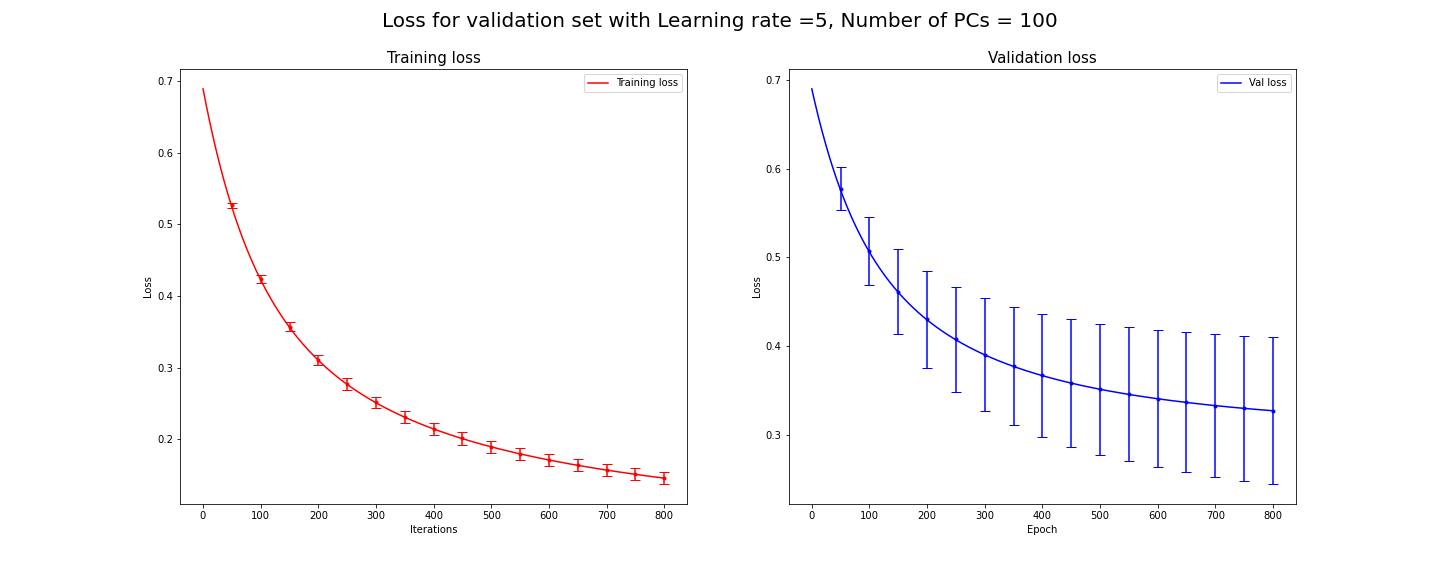 Loss for validation set with Learning rate =5, Number of PCs = 100
Training loss
Training loss
0.7
0.6
0.5
0.4
0.3
0.2
Loss
0 100 200 300 400 500 600 700 800
Iterations
Validation loss
Val loss
0.7
0.6
0.5
0.4
0.3
Loss
0 100 200 300 400 500 600 700 800
Epoch